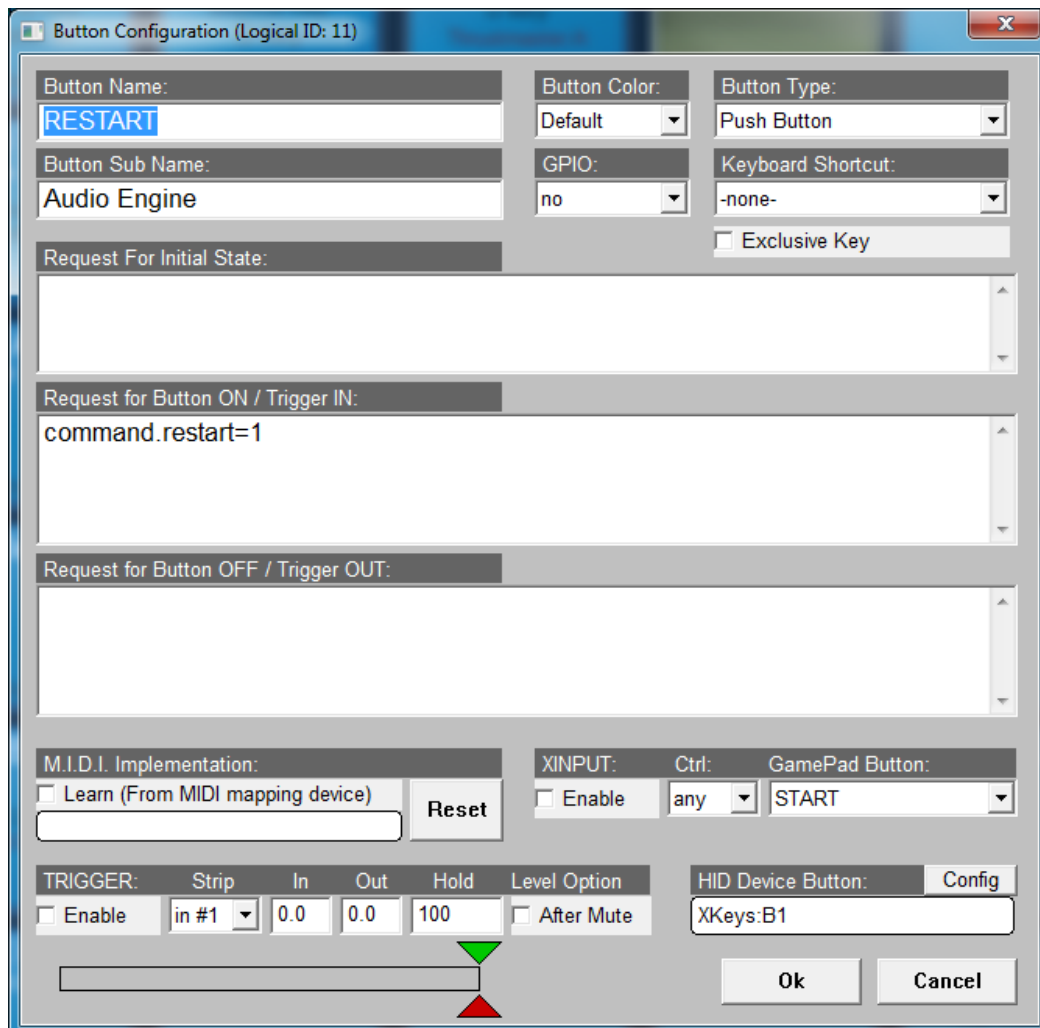 Button Configuration (Logical ID: 11)
Button Name:
RESTART
Button Color:
Default
Button Type:
Push Button
Button Sub Name:
Audio Engine
GPIO:
no
Keyboard Shortcut:
-none-
Exclusive Key
Request For Initial State:
Request for Button ON / Trigger IN:
command.restart=1
Request for Button OFF / Trigger OUT:
M.I.D.I. Implementation:
Learn (From MIDI mapping device)
Reset
XINPUT: Ctrl: GamePad Button:
Enable any START
TRIGGER: Strip In Out Hold Level Option
Enable in #1 0.0 0.0 100 After Mute
HID Device Button: Config
XKeys:B1
Ok Cancel